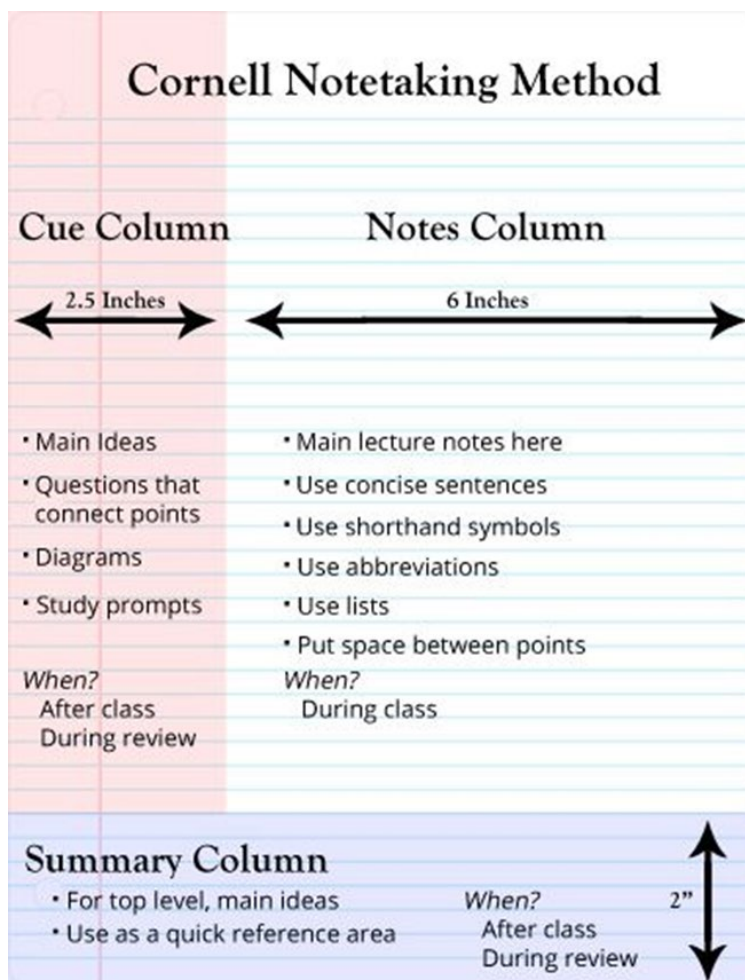 Cornell Notetaking Method
Cue Column
2.5 Inches
• Main Ideas
• Questions that
connect points
• Diagrams
• Study prompts
When?
After class
During review
Notes Column
6 Inches
• Main lecture notes here
• Use concise sentences
• Use shorthand symbols
• Use abbreviations
• Use lists
• Put space between points
When?
During class
Summary Column
• For top level, main ideas
• Use as a quick reference area
When?
After class
During review
2”